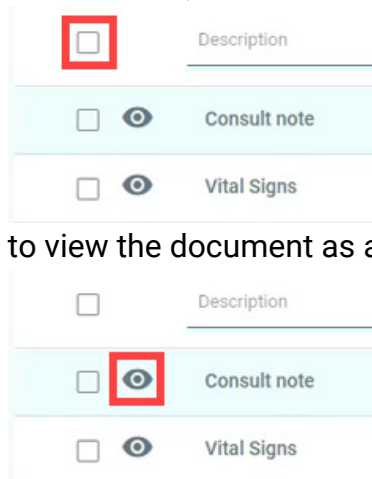 Description
Consult note
Vital Signs
to view the document as a
Description
Consult note
Vital Signs